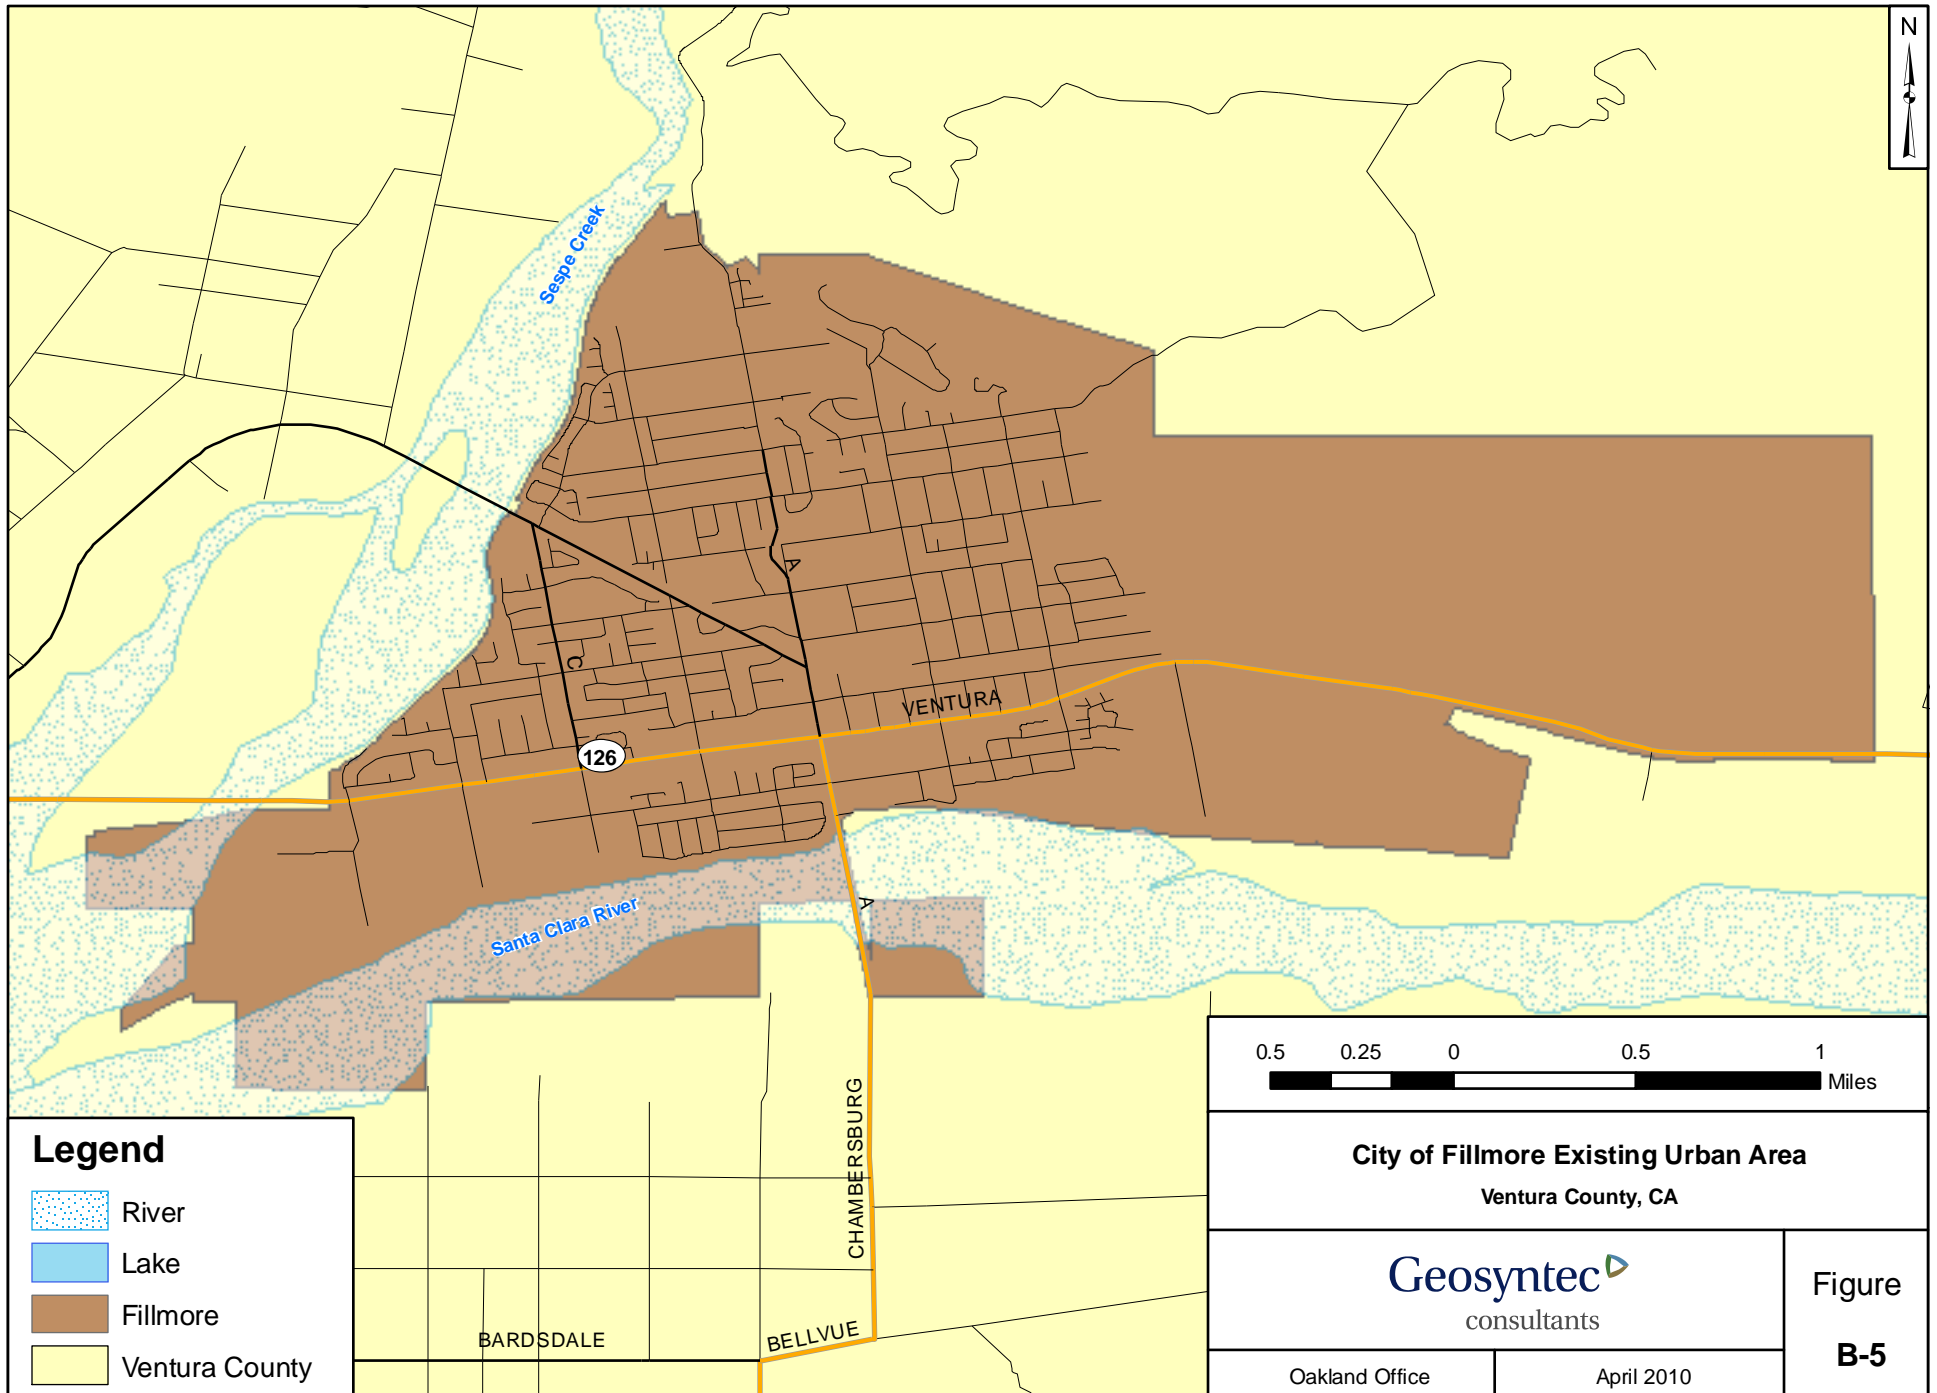 N
Sespe Creek
A
C
VENTURA
126
A
Santa Clara River
CHAMBERSBURG
BARDSDALE
BELLVUE
Legend
River
Lake
Fillmore
Ventura County
0.5 0.25 0 0.5 1
Miles
City of Fillmore Existing Urban Area
Ventura County, CA
Geosyntec
consultants
Figure
B-5
Oakland Office
April 2010